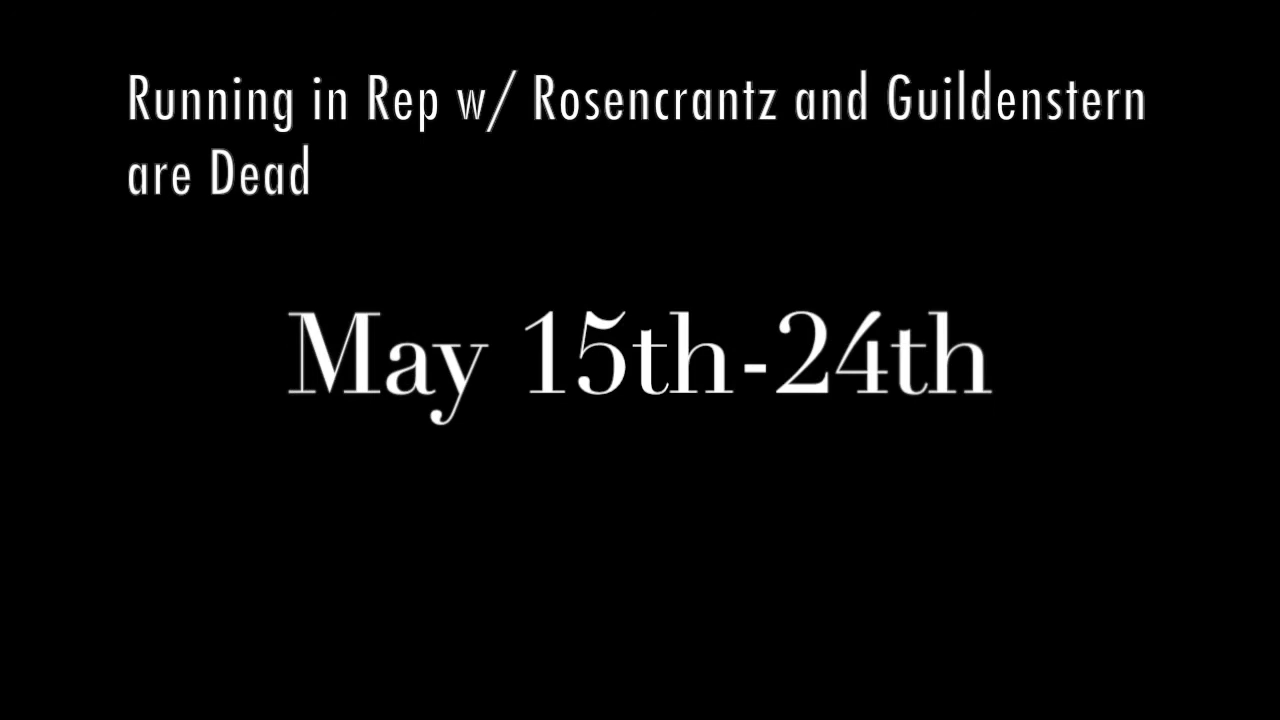 Running in Rep w/ Rosencrantz and Guildenstern
are Dead
May 15th-24th